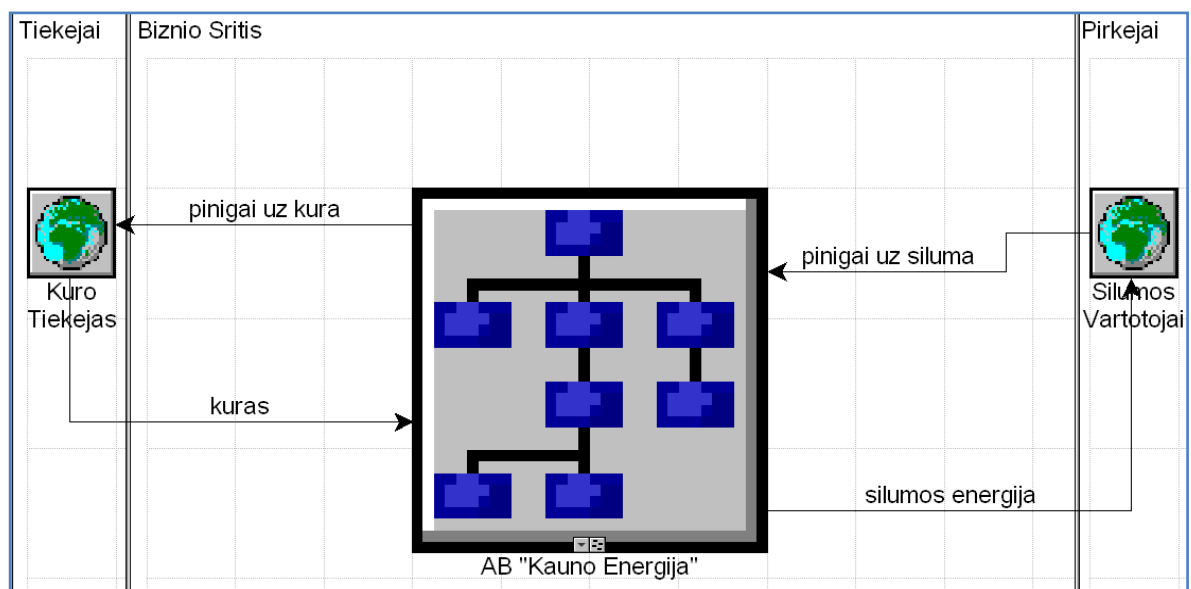 Tiekejai
Biznio Sritis
Pirkejai
pinigai uz kura
pinigai uz siluma
Kuro
Tiekejas
Silumos
Vartotojai
kuras
silumos energija
AB "Kauno Energija"